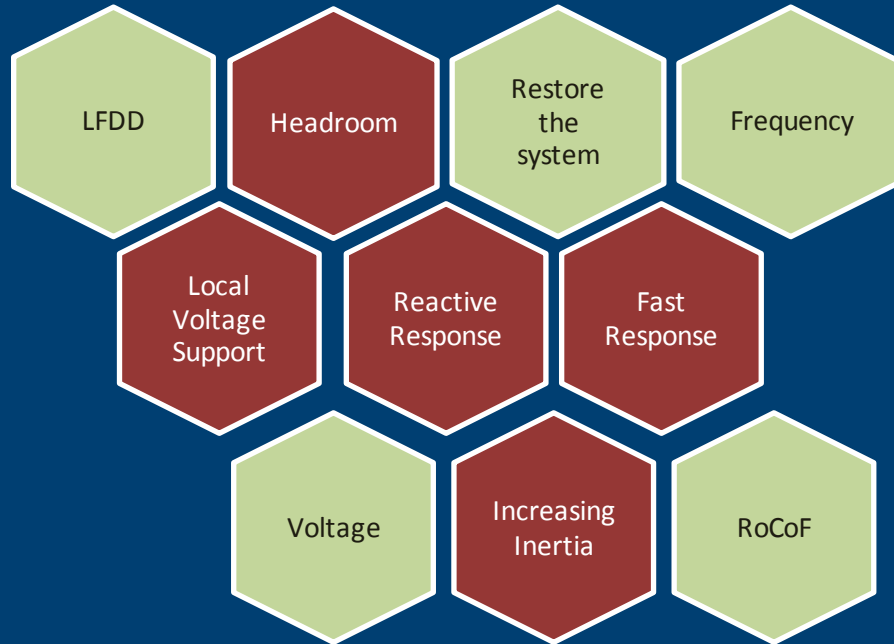 LFDD
Headroom
Restore
the
system
Frequency
Local
Voltage
Support
Reactive
Response
Fast
Response
Voltage
Increasing
Inertia
RoCoF